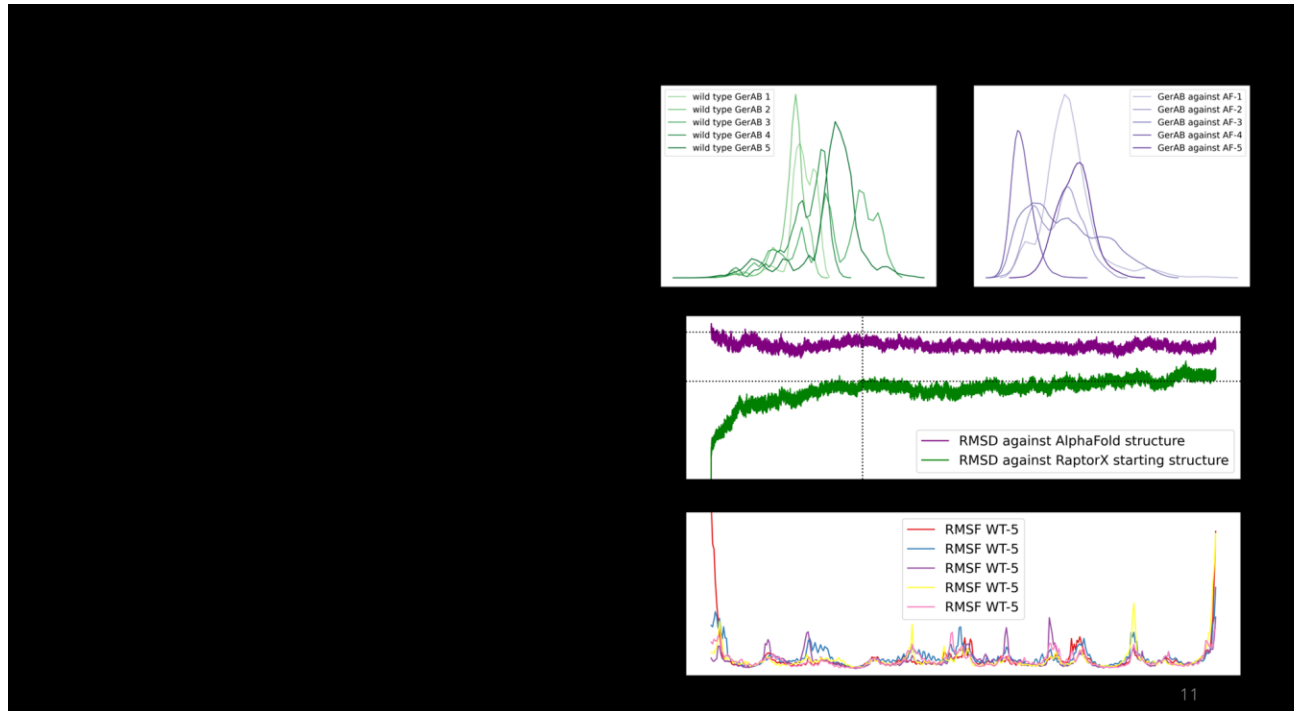 wild type GerAB 1
wild type GerAB 2
wild type GerAB 3
wild type GerAB 4
wild type GerAB 5
GerAB against AF-1
GerAB against AF-2
GerAB against AF-3
GerAB against AF-4
GerAB against AF-5
RMSD against AlphaFold structure
RMSD against RaptorX starting structure
RMSF WT-5
RMSF WT-5
RMSF WT-5
RMSF WT-5
RMSF WT-5
11